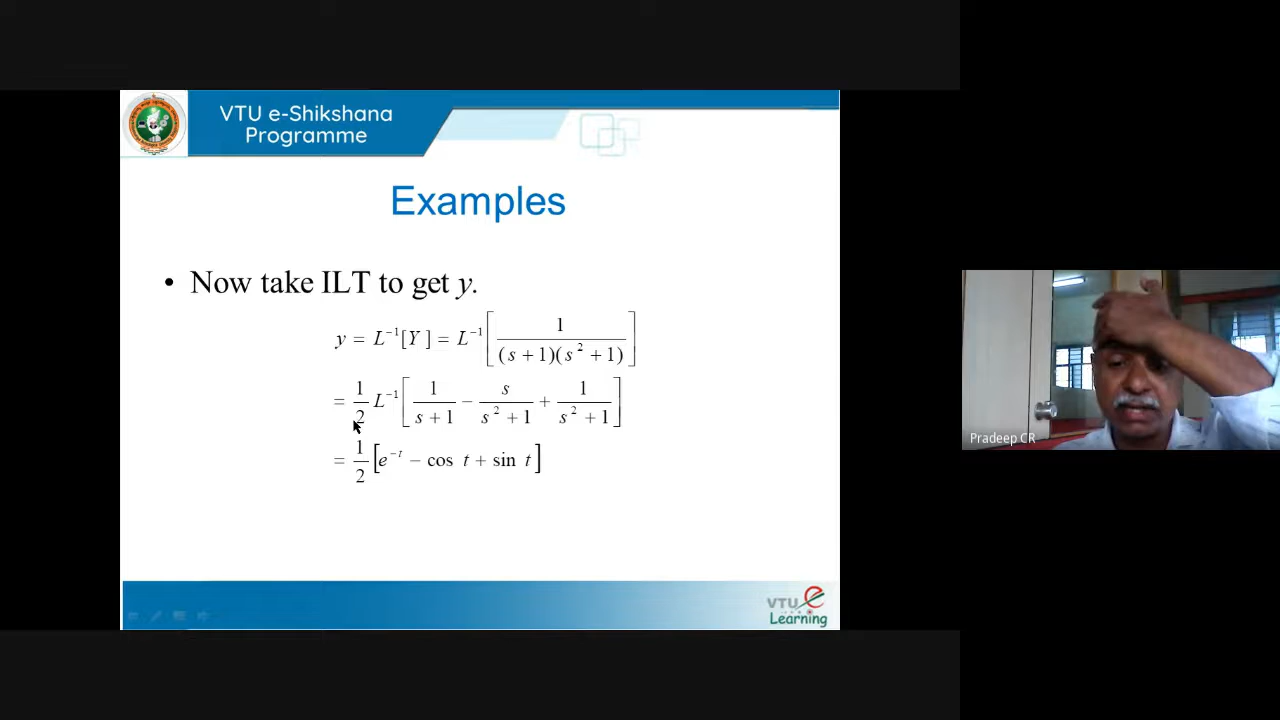 VTU e-Shikshana
Programme
Examples
• Now take ILT to get y.
y = L⁻¹[Y] = L⁻¹[1/((s+1)(s²+1))]
= 1/2 L⁻¹[1/(s+1) − s/(s²+1) + 1/(s²+1)]
= 1/2 [e⁻ᵗ − cos t + sin t]
Pradeep CR
VTU e
Learning